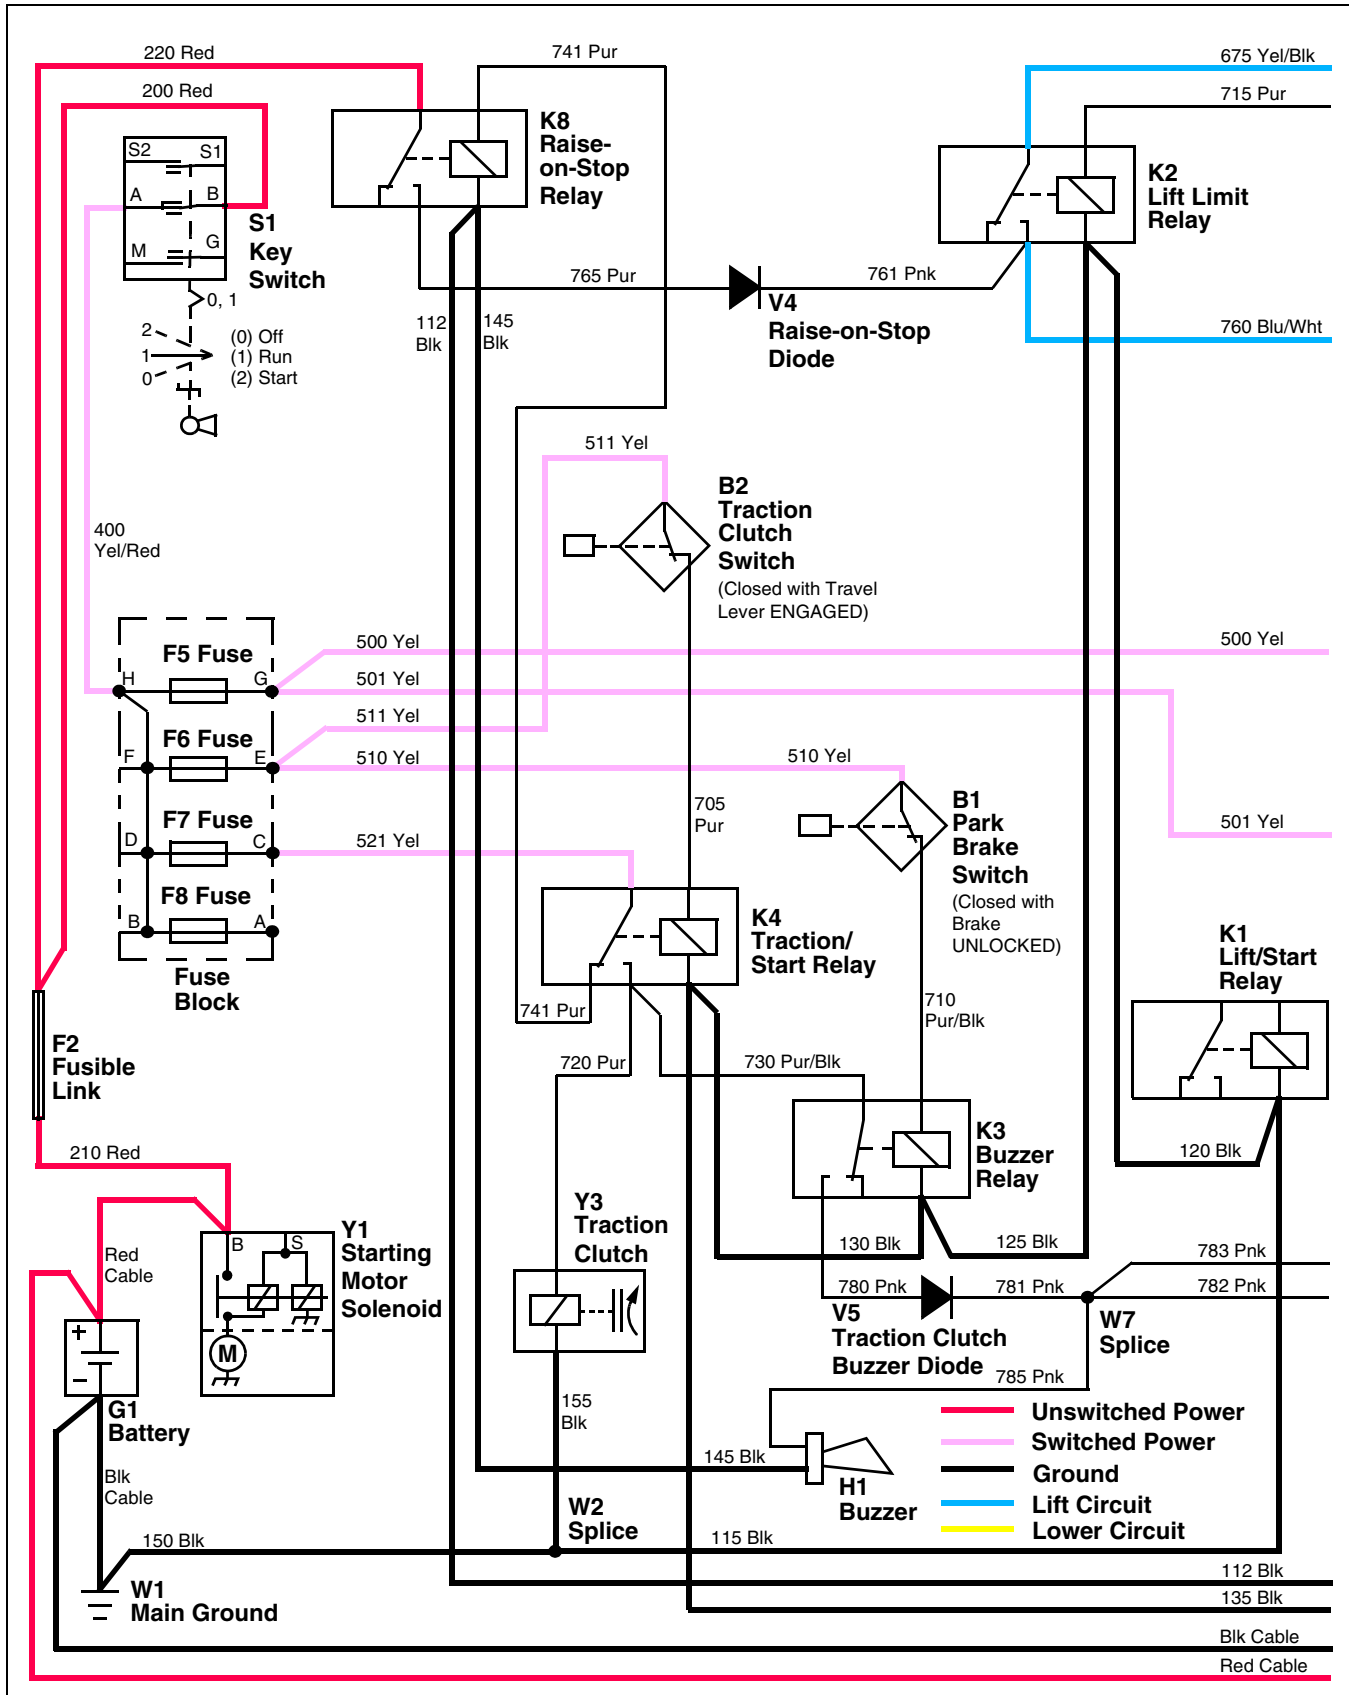 220 Red
741 Pur
675 Yel/Blk
200 Red
715 Pur
K8
Raise-
on-Stop
Relay
S2
S1
A
B
M
G
S1
Key
Switch
K2
Lift Limit
Relay
0, 1
2
1
0
(0) Off
(1) Run
(2) Start
765 Pur
761 Pnk
V4
Raise-on-Stop
Diode
112
Blk
145
Blk
760 Blu/Wht
511 Yel
B2
Traction
Clutch
Switch
(Closed with Travel
Lever ENGAGED)
400
Yel/Red
F5 Fuse
H
G
500 Yel
500 Yel
501 Yel
511 Yel
F6 Fuse
F
E
510 Yel
510 Yel
F7 Fuse
D
C
521 Yel
705
Pur
B1
Park
Brake
Switch
(Closed with
Brake
UNLOCKED)
501 Yel
F8 Fuse
B
A
Fuse
Block
K4
Traction/
Start Relay
K1
Lift/Start
Relay
741 Pur
710
Pur/Blk
F2
Fusible
Link
720 Pur
730 Pur/Blk
K3
Buzzer
Relay
120 Blk
210 Red
Red
Cable
B
S
M
Y1
Starting
Motor
Solenoid
Y3
Traction
Clutch
130 Blk
125 Blk
783 Pnk
780 Pnk
781 Pnk
782 Pnk
V5
Traction Clutch
Buzzer Diode
W7
Splice
785 Pnk
+
−
G1
Battery
155
Blk
Unswitched Power
Switched Power
Ground
Lift Circuit
Lower Circuit
145 Blk
H1
Buzzer
Blk
Cable
W2
Splice
150 Blk
115 Blk
W1
Main Ground
112 Blk
135 Blk
Blk Cable
Red Cable